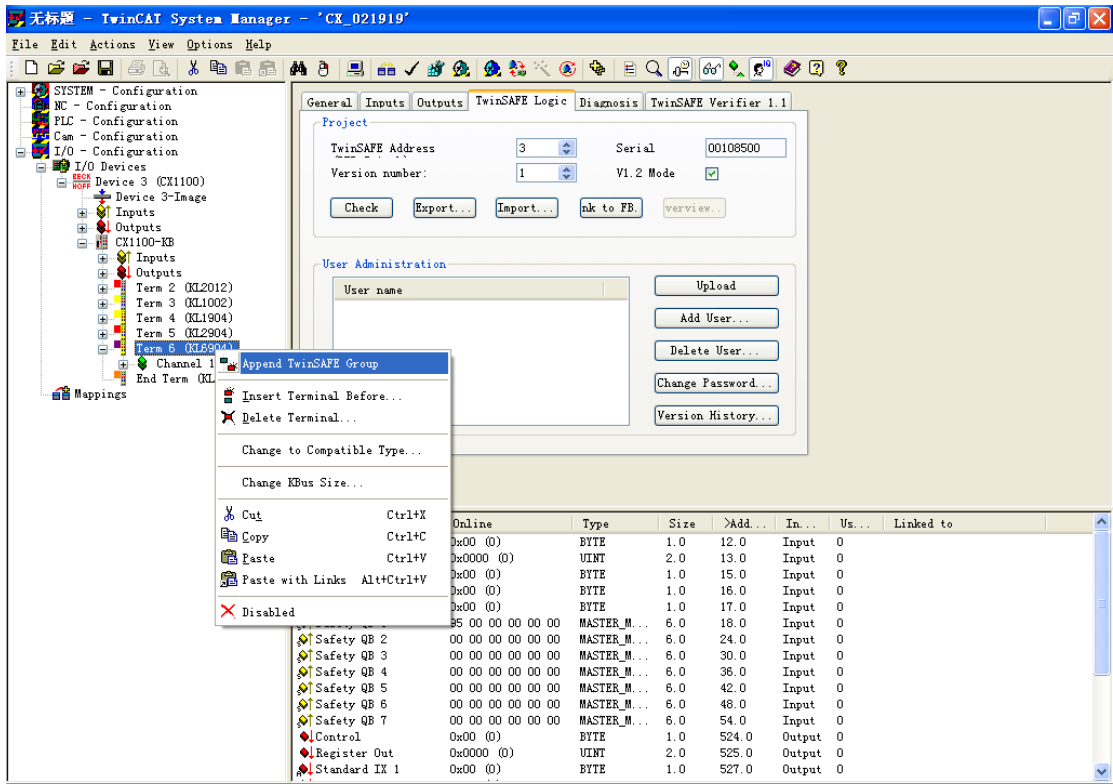 无标题 - TwinCAT System Manager - 'CX_021919'
File Edit Actions View Options Help
SYSTEM - Configuration
NC - Configuration
PLC - Configuration
Cam - Configuration
I/O - Configuration
I/O Devices
BECK
HOFF
Device 3 (CX1100)
Device 3-Image
Inputs
Outputs
CX1100-KB
Inputs
Outputs
Term 2 (KL2012)
Term 3 (KL1002)
Term 4 (KL1904)
Term 5 (KL2904)
Term 6 (KL6904)
Channel 1
End Term (KL
Mappings
General Inputs Outputs TwinSAFE Logic Diagnosis TwinSAFE Verifier 1.1
Project
TwinSAFE Address 3 Serial 00108500
Version number: 1 V1.2 Mode
Check Export... Import... nk to FB. verview..
User Administration
User name
Upload
Add User...
Delete User...
Change Password...
Version History...
Append TwinSAFE Group
Insert Terminal Before...
Delete Terminal...
Change to Compatible Type...
Change KBus Size...
Cut Ctrl+X
Copy Ctrl+C
Paste Ctrl+V
Paste with Links Alt+Ctrl+V
Disabled
Online Type Size >Add... In... Us... Linked to
0x00 (0) BYTE 1.0 12.0 Input 0
0x0000 (0) UINT 2.0 13.0 Input 0
0x00 (0) BYTE 1.0 15.0 Input 0
0x00 (0) BYTE 1.0 16.0 Input 0
0x00 (0) BYTE 1.0 17.0 Input 0
95 00 00 00 00 00 MASTER_M... 6.0 18.0 Input 0
Safety QB 2 00 00 00 00 00 00 MASTER_M... 6.0 24.0 Input 0
Safety QB 3 00 00 00 00 00 00 MASTER_M... 6.0 30.0 Input 0
Safety QB 4 00 00 00 00 00 00 MASTER_M... 6.0 36.0 Input 0
Safety QB 5 00 00 00 00 00 00 MASTER_M... 6.0 42.0 Input 0
Safety QB 6 00 00 00 00 00 00 MASTER_M... 6.0 48.0 Input 0
Safety QB 7 00 00 00 00 00 00 MASTER_M... 6.0 54.0 Input 0
Control 0x00 (0) BYTE 1.0 524.0 Output 0
Register Out 0x0000 (0) UINT 2.0 525.0 Output 0
Standard IX 1 0x00 (0) BYTE 1.0 527.0 Output 0